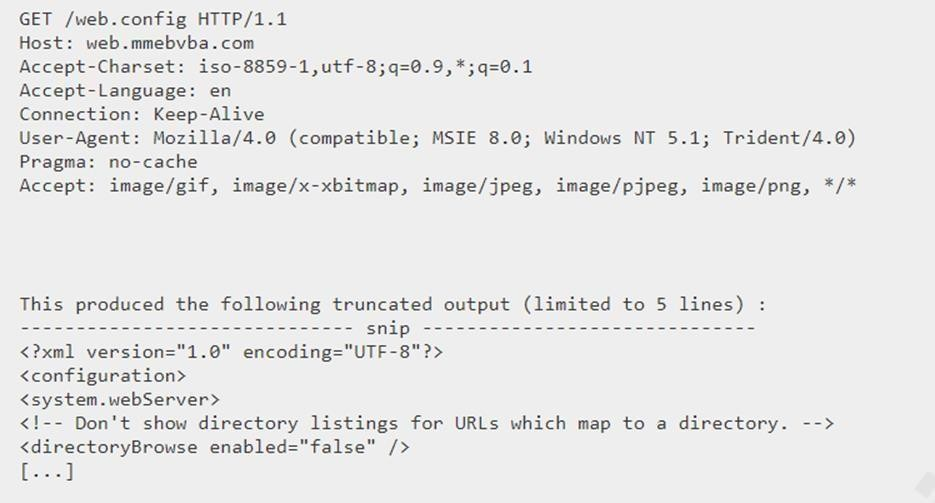 GET /web.config HTTP/1.1
Host: web.mmebvba.com
Accept-Charset: iso-8859-1,utf-8;q=0.9,*;q=0.1
Accept-Language: en
Connection: Keep-Alive
User-Agent: Mozilla/4.0 (compatible; MSIE 8.0; Windows NT 5.1; Trident/4.0)
Pragma: no-cache
Accept: image/gif, image/x-xbitmap, image/jpeg, image/pjpeg, image/png, */*
This produced the following truncated output (limited to 5 lines) :
------------------------------ snip ------------------------------
<?xml version="1.0" encoding="UTF-8"?>
<configuration>
<system.webServer>
<!-- Don't show directory listings for URLs which map to a directory. -->
<directoryBrowse enabled="false" />
[...]